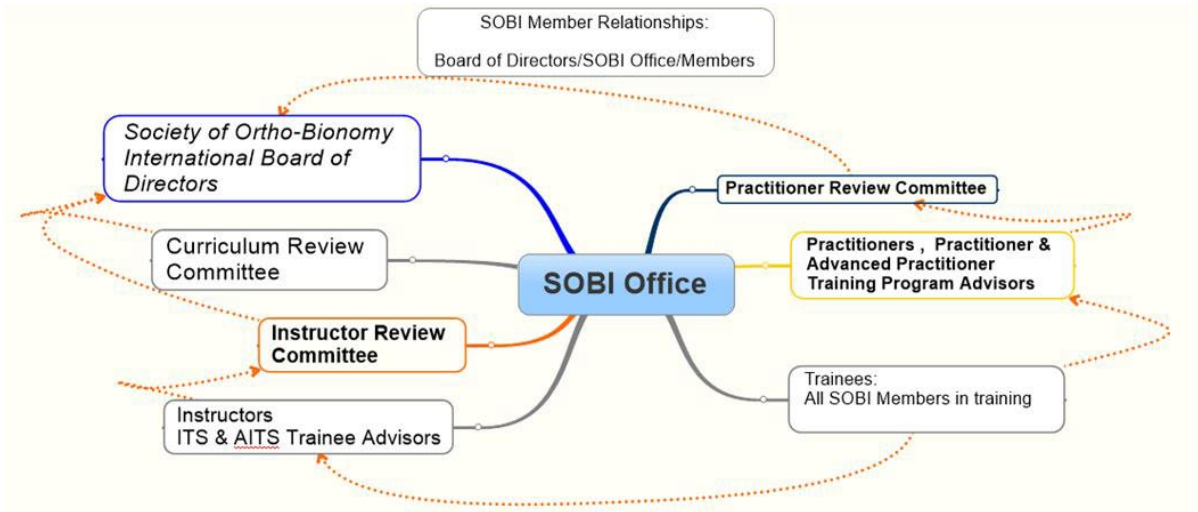 SOBI Member Relationships:
Board of Directors/SOBI Office/Members
Society of Ortho-Bionomy
International Board of
Directors
Curriculum Review
Committee
Instructor Review
Committee
Instructors
ITS & AITS Trainee Advisors
SOBI Office
Practitioner Review Committee
Practitioners , Practitioner &
Advanced Practitioner
Training Program Advisors
Trainees:
All SOBI Members in training